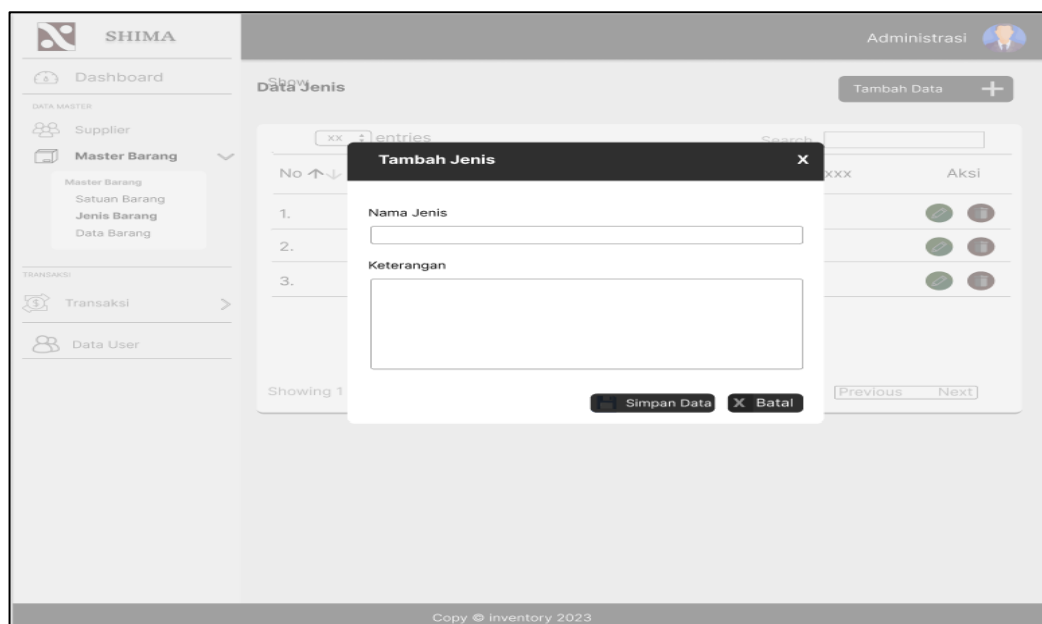 SHIMA
Administrasi
Dashboard
Show
Data Jenis
Tambah Data
DATA MASTER
Supplier
Master Barang
Master Barang
Satuan Barang
Jenis Barang
Data Barang
TRANSAKSI
Transaksi
Data User
xx entries
Search
No xxx Aksi
1.
2.
3.
Showing 1
Previous Next
Tambah Jenis X
Nama Jenis
Keterangan
Simpan Data X Batal
Copy © inventory 2023